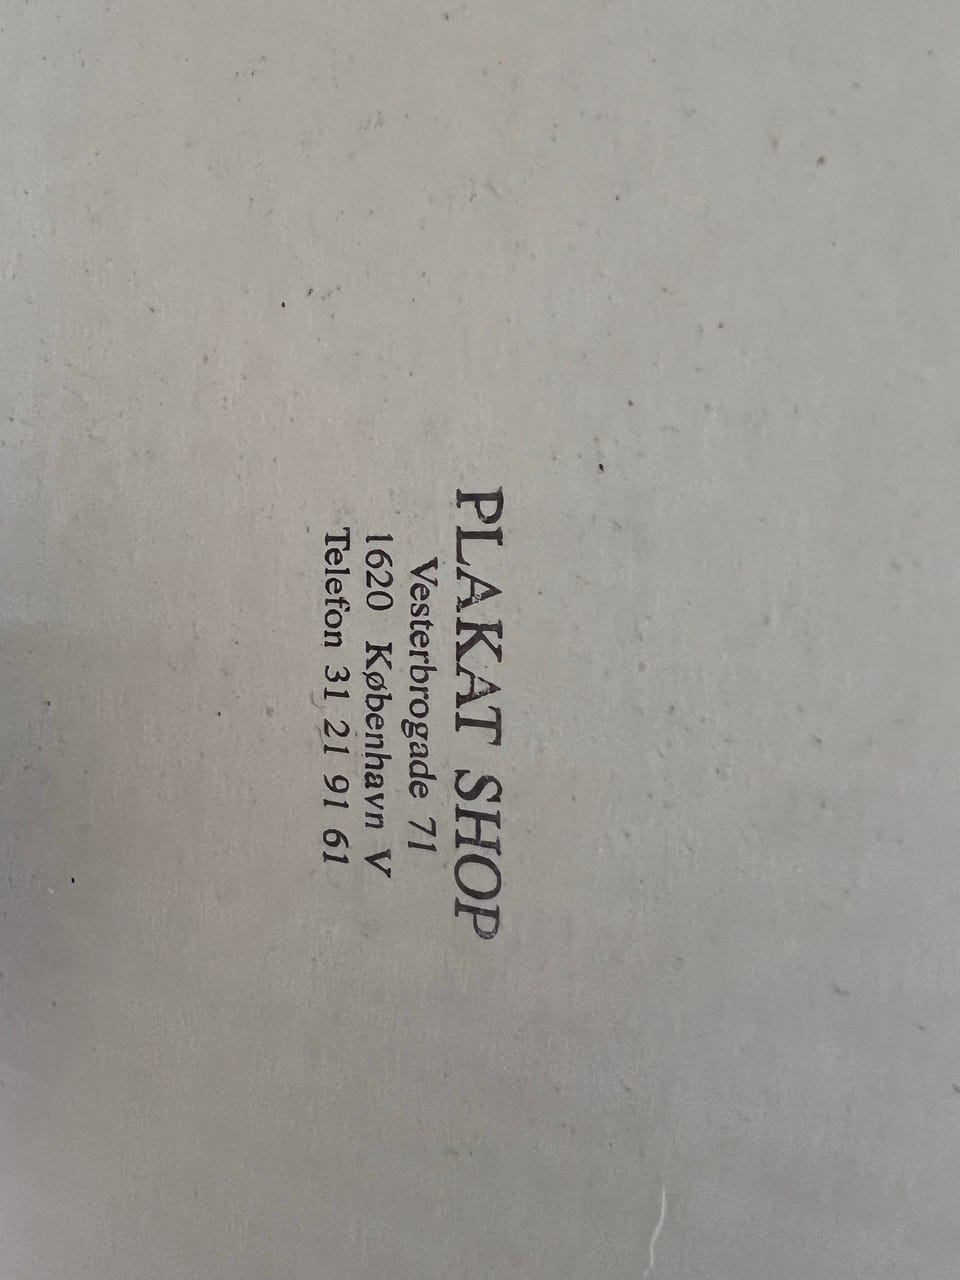 PLAKAT SHOP
Vesterbrogade 71
1620 København V
Telefon 31 21 91 61